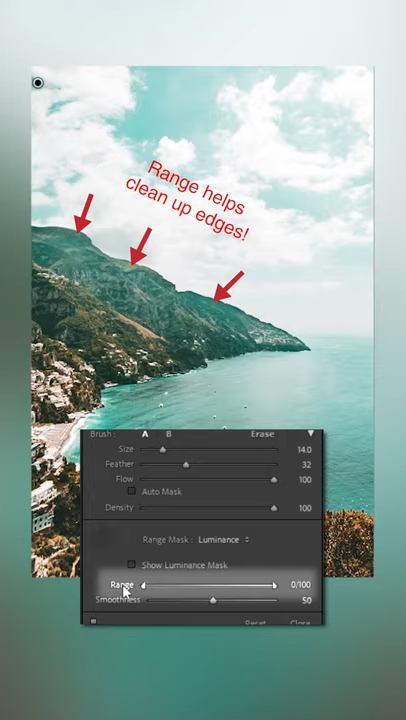 Range helps
clean up edges!
Brush : A B Erase
Size 14.0
Feather 32
Flow 100
Auto Mask
Density 100
Range Mask : Luminance
Show Luminance Mask
Range 0/100
Smoothness 50
Reset Close